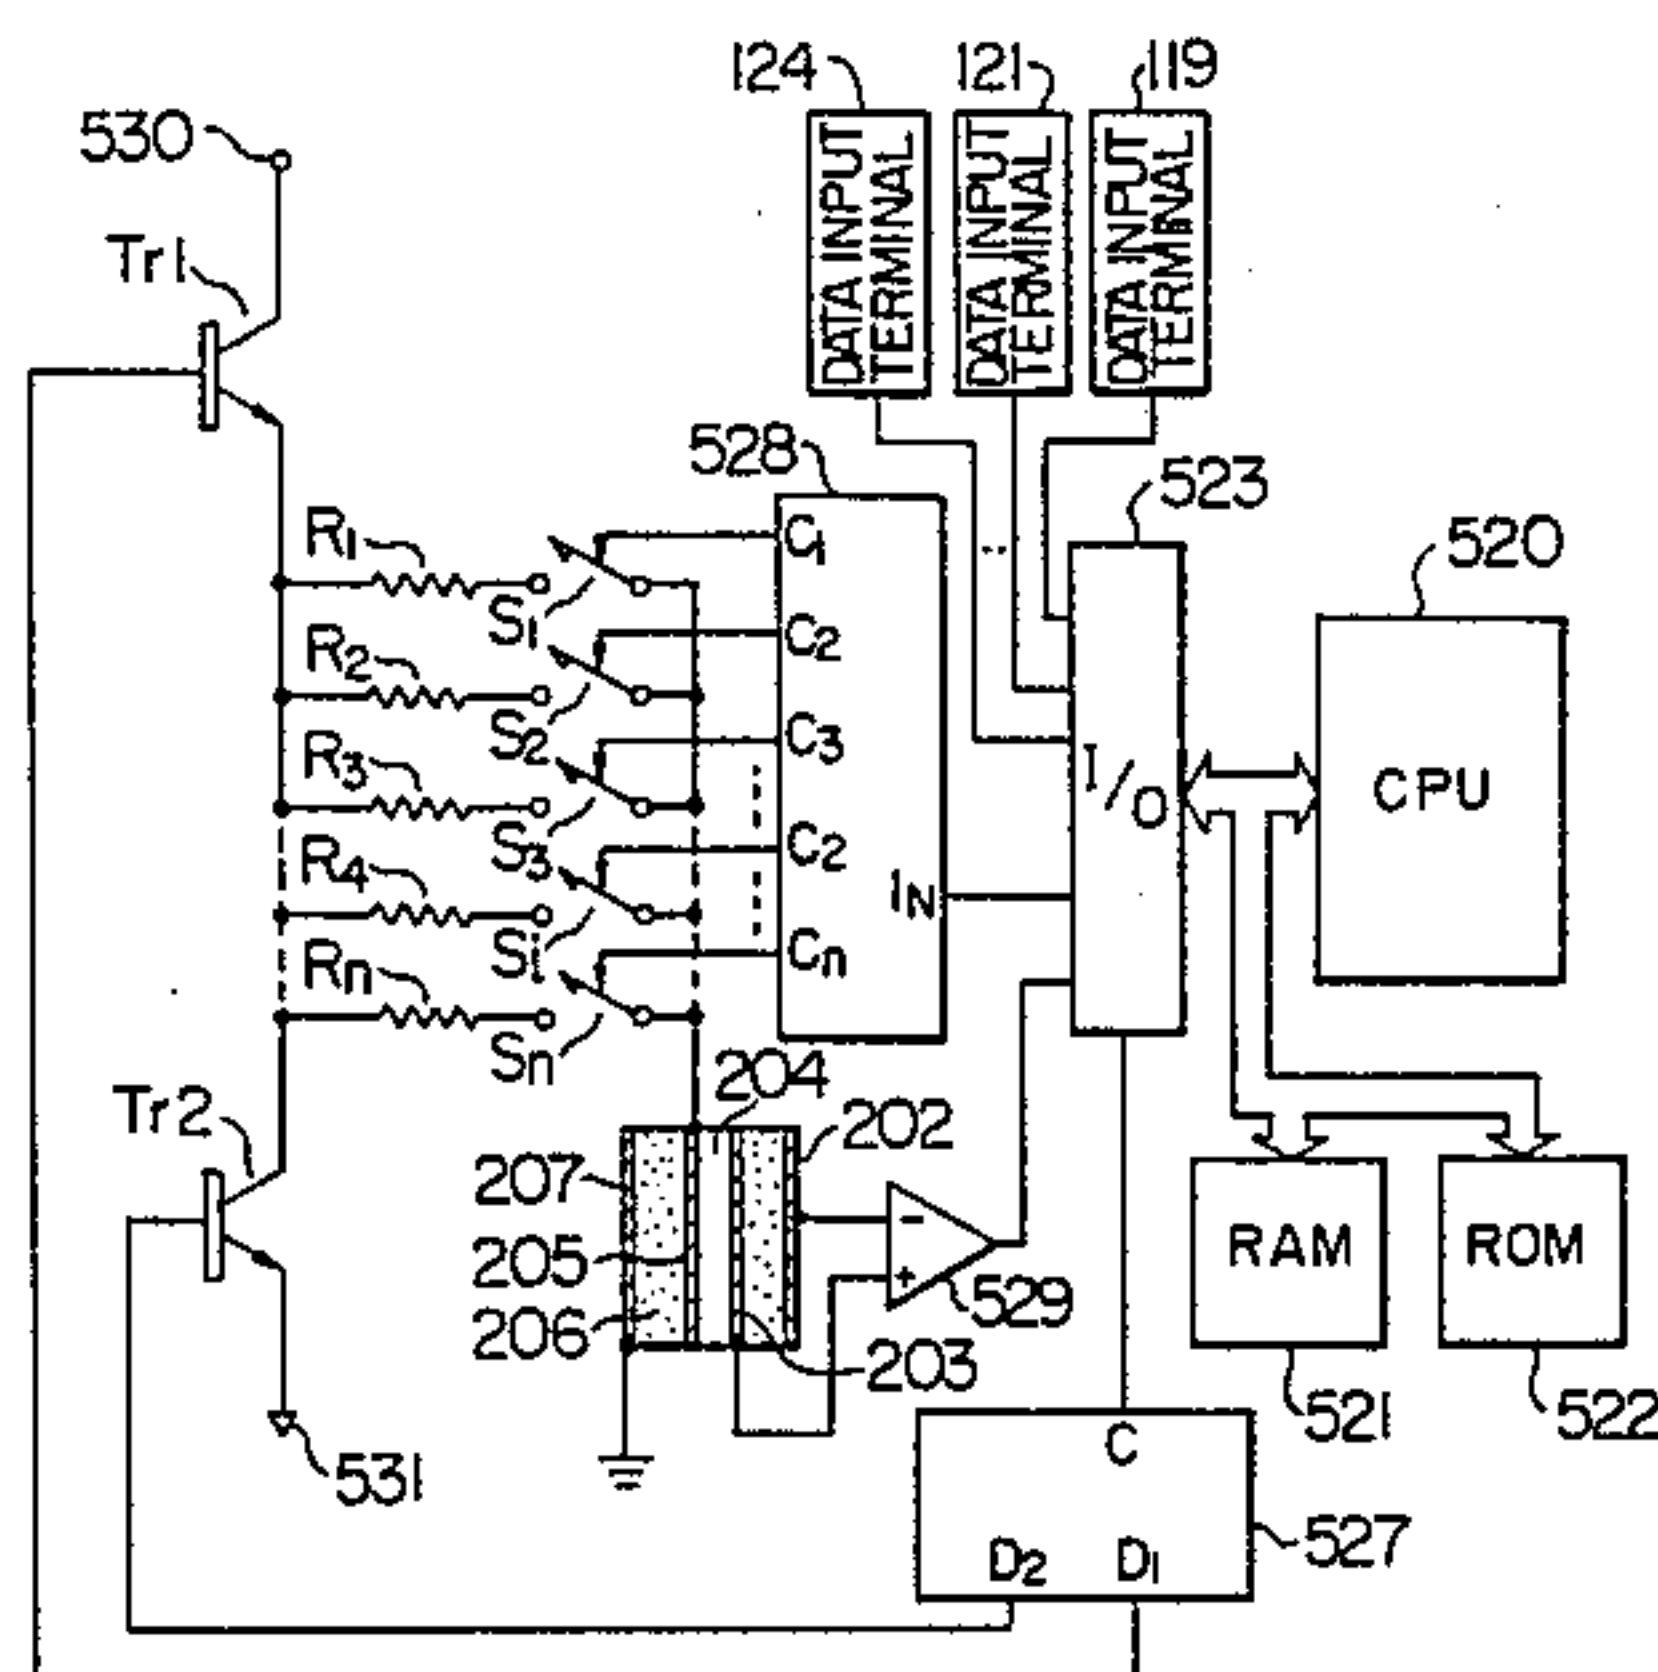 124
121
119
530
DATA INPUT
TERMINAL
DATA INPUT
TERMINAL
DATA INPUT
TERMINAL
Tr1
528
523
520
R1
C1
S1
R2
C2
S2
R3
C3
S3
I/O
CPU
R4
C2
Si
IN
Rn
Cn
Sn
204
Tr2
202
207
205
206
-
+
529
203
RAM
ROM
521
522
531
C
D2
D1
527